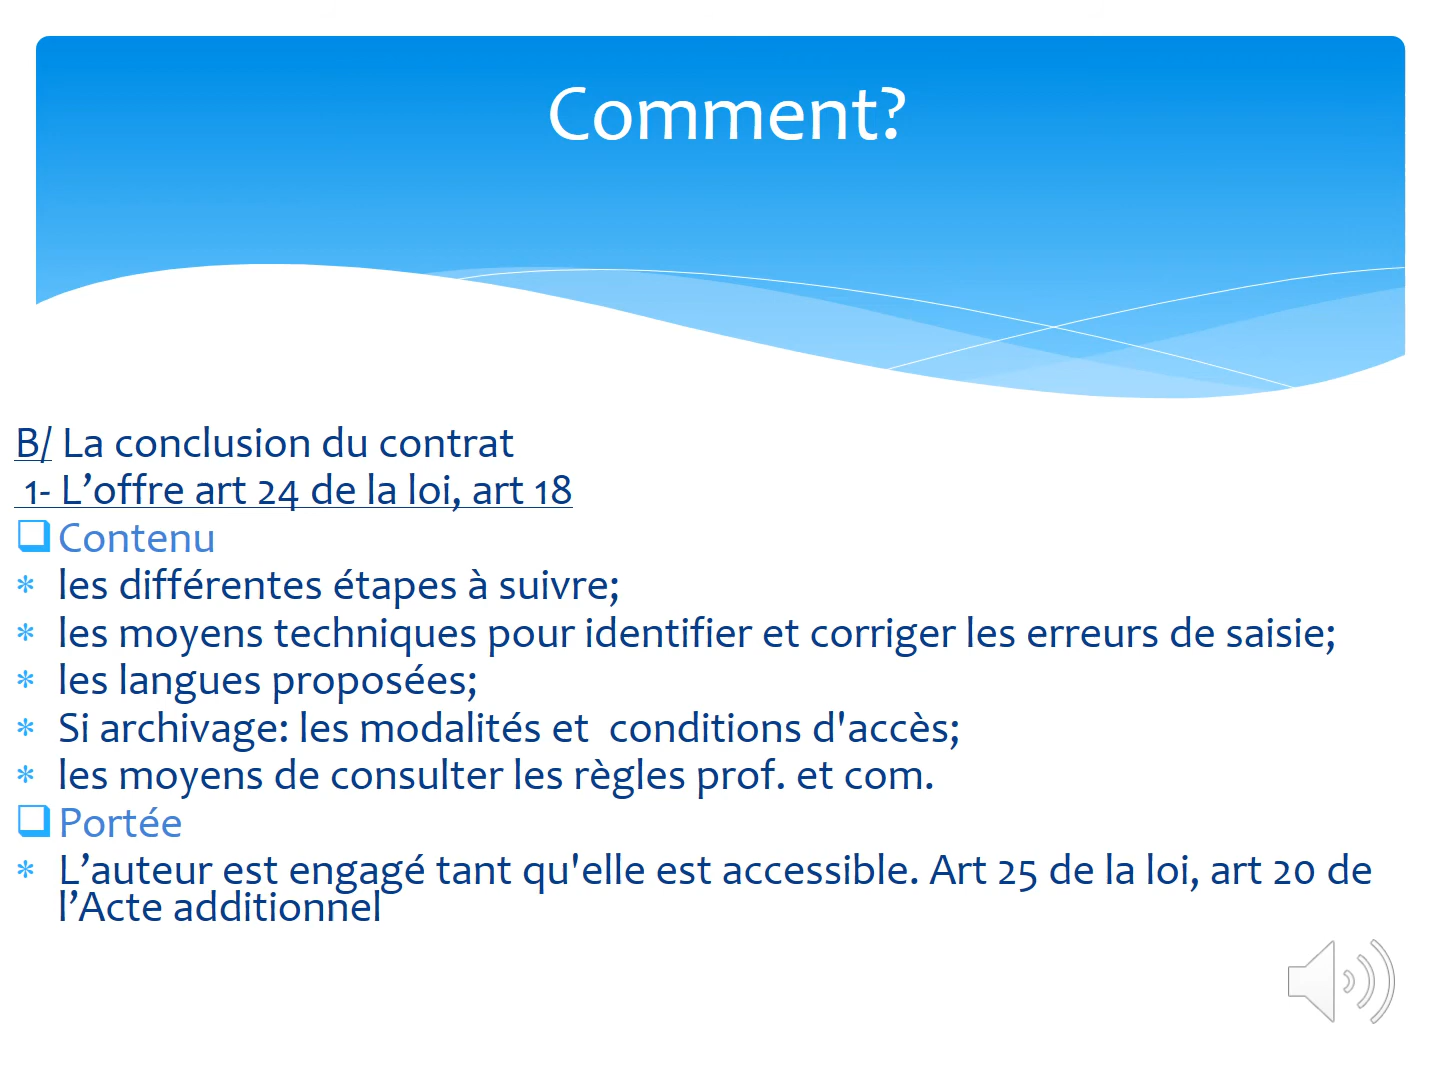 Comment?
B/ La conclusion du contrat
1- L’offre art 24 de la loi, art 18
Contenu
les différentes étapes à suivre;
les moyens techniques pour identifier et corriger les erreurs de saisie;
les langues proposées;
Si archivage: les modalités et  conditions d'accès;
les moyens de consulter les règles prof. et com.
Portée
L’auteur est engagé tant qu'elle est accessible. Art 25 de la loi, art 20 de
l’Acte additionnel